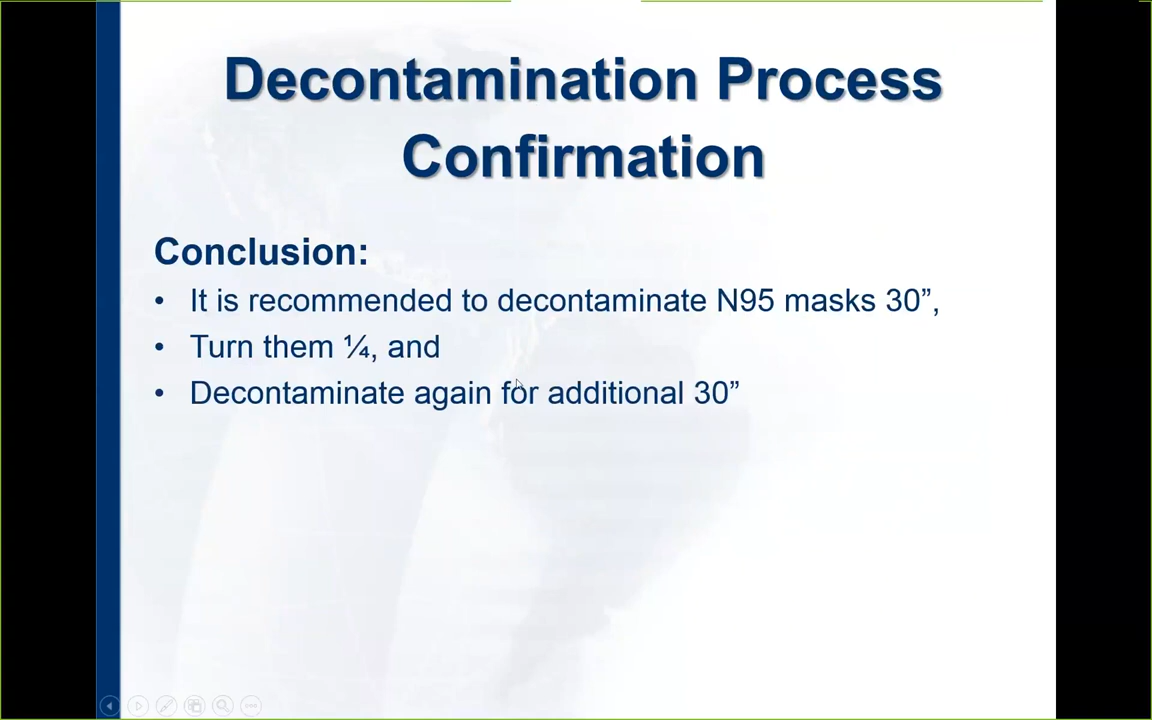 Decontamination Process
Confirmation
Conclusion:
• It is recommended to decontaminate N95 masks 30”,
• Turn them ¼, and
• Decontaminate again for additional 30”